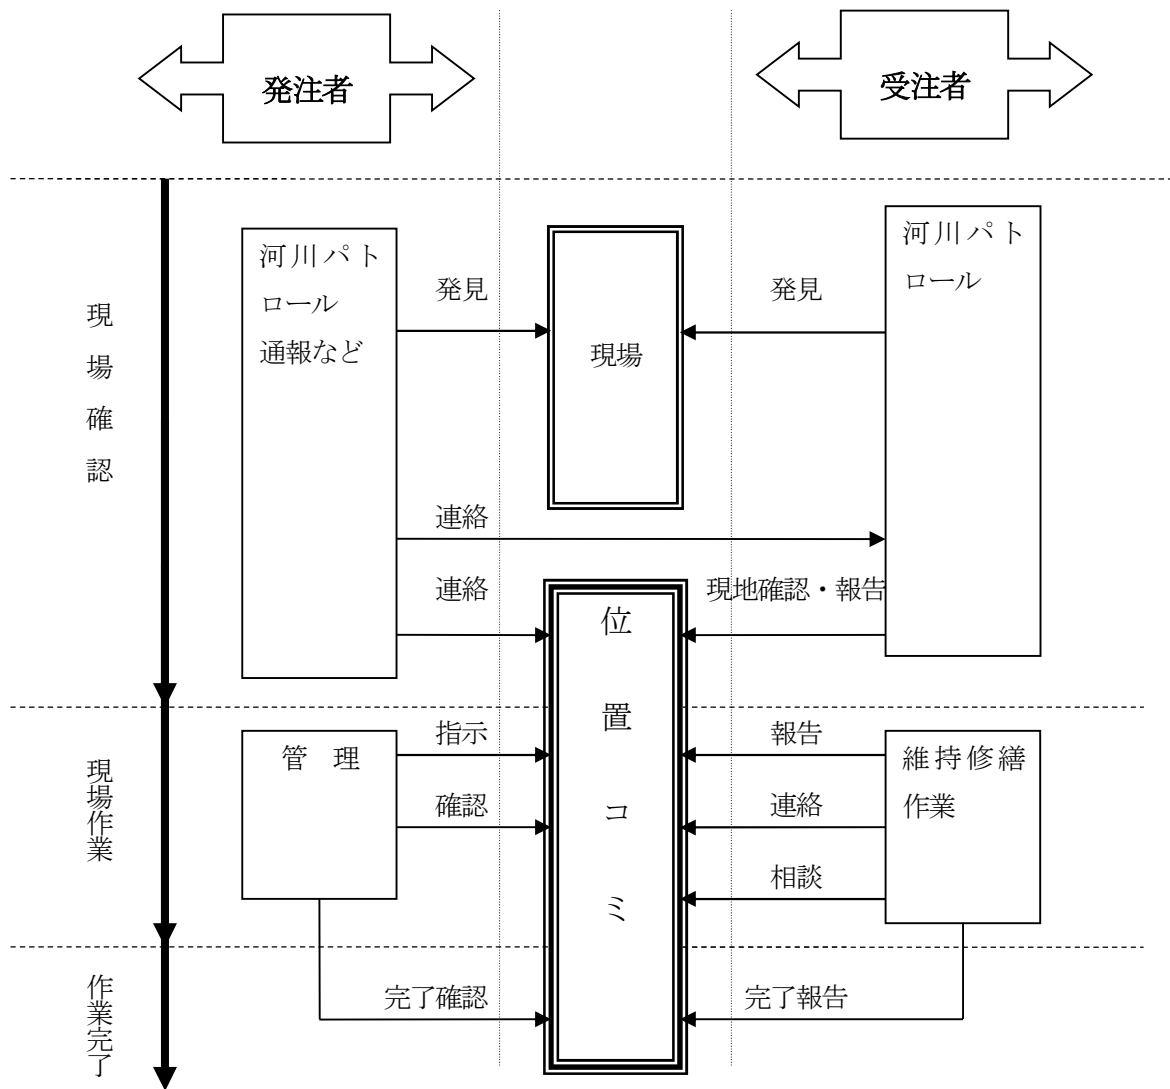 発注者
受注者
現場確認
河川パト
ロール
通報など
発見
現場
発見
河川パト
ロール
連絡
連絡
現地確認・報告
位置コミ
現場作業
管 理
指示
確認
報告
連絡
相談
維持修繕
作業
作業完了
完了確認
完了報告